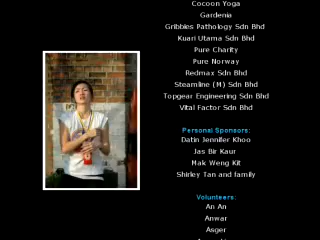 Cocoon Yoga
Gardenia
Gribbles Pathology Sdn Bhd
Kuari Utama Sdn Bhd
Pure Charity
Pure Norway
Redmax Sdn Bhd
Steamline (M) Sdn Bhd
Topgear Engineering Sdn Bhd
Vital Factor Sdn Bhd
Personal Sponsors:
Datin Jennifer Khoo
Jas Bir Kaur
Mak Weng Kit
Shirley Tan and family
Volunteers:
An An
Anwar
Asger